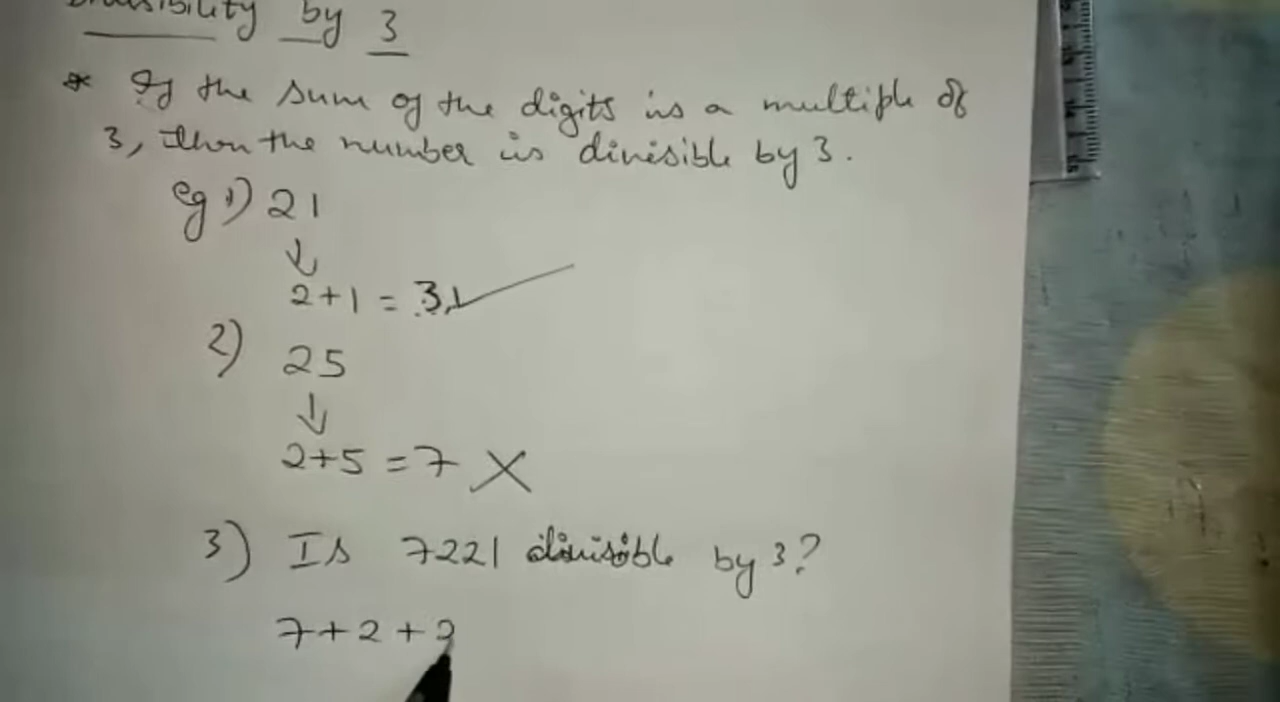 Divisibility by 3
* If the sum of the digits is a multiple of
3, then the number is divisible by 3.
eg 1) 21
↓
2+1 = 3 ✓
2) 25
↓
2+5 = 7 X
3) Is 7221 divisible by 3?
7+2+2